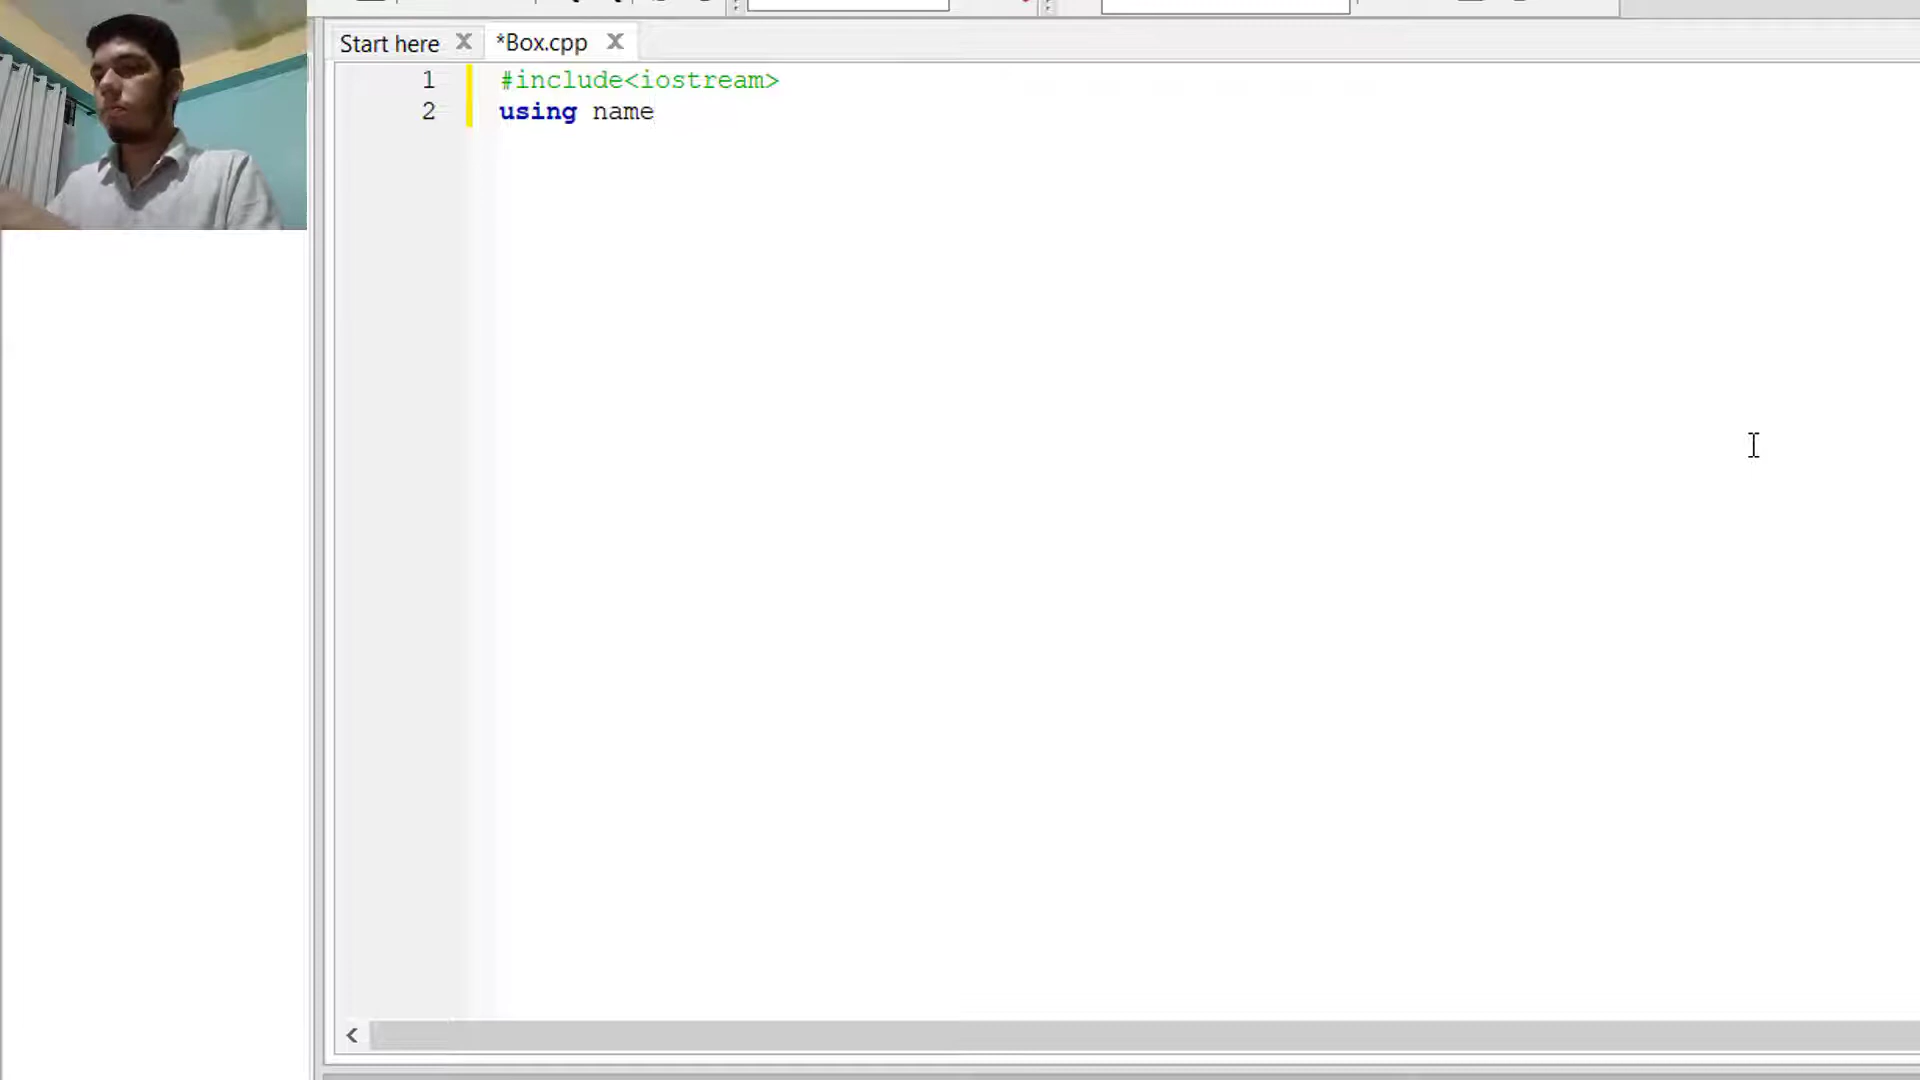 Start here X *Box.cpp X
1 #include<iostream>
2 using name